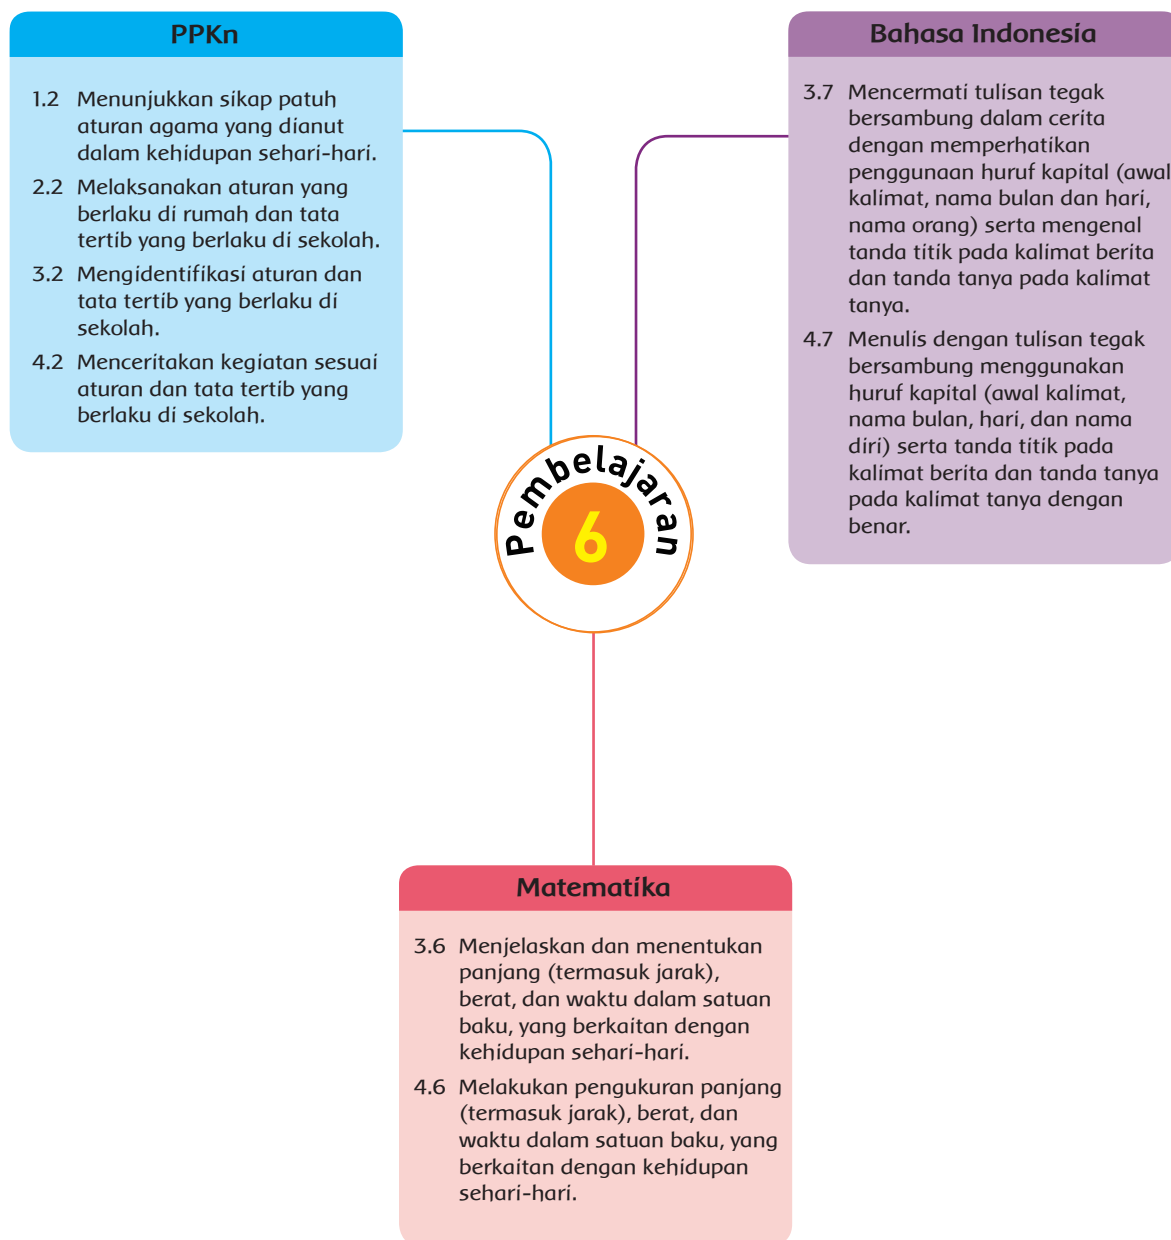 PPKn
1.2 Menunjukkan sikap patuh
aturan agama yang dianut
dalam kehidupan sehari-hari.
2.2 Melaksanakan aturan yang
berlaku di rumah dan tata
tertib yang berlaku di sekolah.
3.2 Mengidentifikasi aturan dan
tata tertib yang berlaku di
sekolah.
4.2 Menceritakan kegiatan sesuai
aturan dan tata tertib yang
berlaku di sekolah.
Bahasa Indonesia
3.7 Mencermati tulisan tegak
bersambung dalam cerita
dengan memperhatikan
penggunaan huruf kapital (awal
kalimat, nama bulan dan hari,
nama orang) serta mengenal
tanda titik pada kalimat berita
dan tanda tanya pada kalimat
tanya.
4.7 Menulis dengan tulisan tegak
bersambung menggunakan
huruf kapital (awal kalimat,
nama bulan, hari, dan nama
diri) serta tanda titik pada
kalimat berita dan tanda tanya
pada kalimat tanya dengan
benar.
Pembelajaran
6
Matematika
3.6 Menjelaskan dan menentukan
panjang (termasuk jarak),
berat, dan waktu dalam satuan
baku, yang berkaitan dengan
kehidupan sehari-hari.
4.6 Melakukan pengukuran panjang
(termasuk jarak), berat, dan
waktu dalam satuan baku, yang
berkaitan dengan kehidupan
sehari-hari.